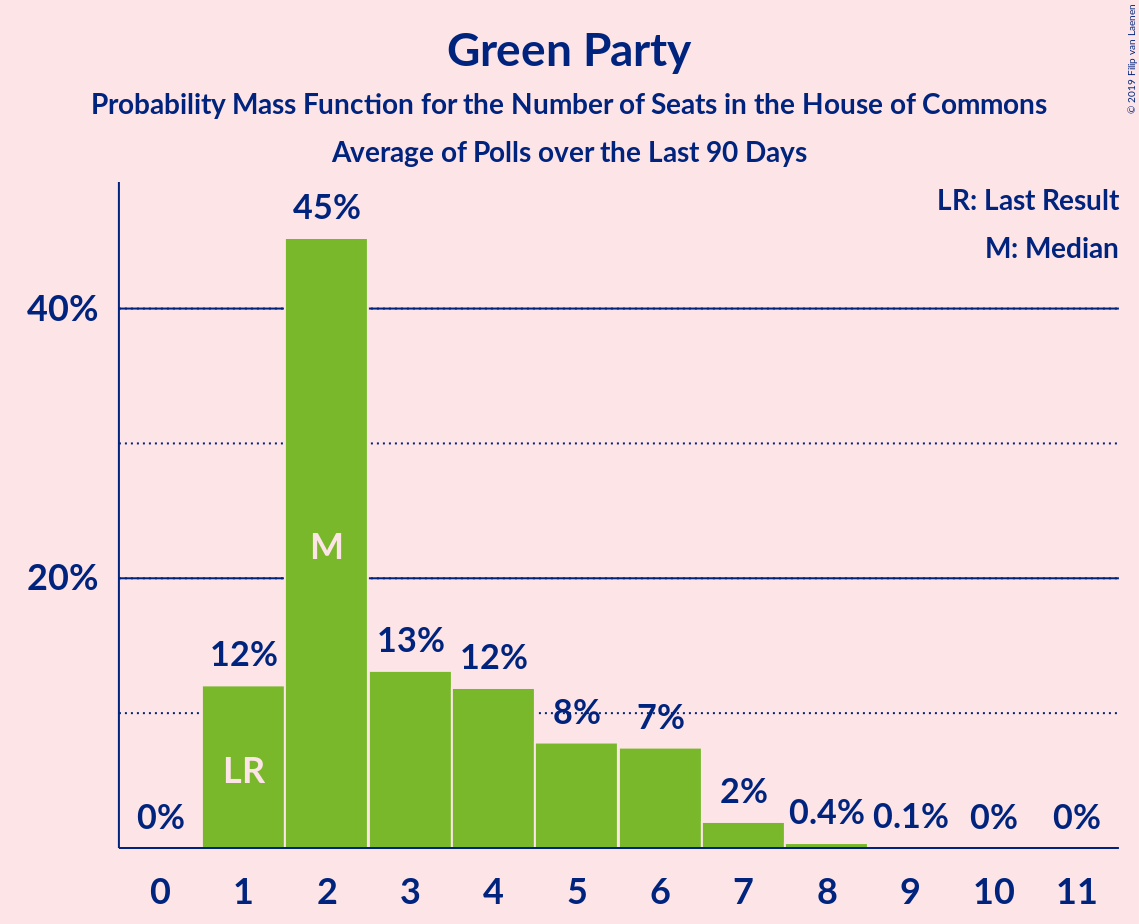 Green Party
Probability Mass Function for the Number of Seats in the House of Commons
Average of Polls over the Last 90 Days
© 2019 Filip van Laenen
LR: Last Result
M: Median
45%
40%
M
20%
12%
13%
12%
8%
7%
LR
0%
2%
0.4%
0.1%
0%
0%
0 1 2 3 4 5 6 7 8 9 10 11